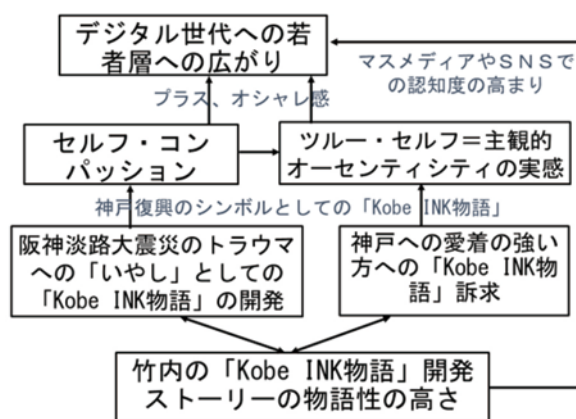 デジタル世代への若
者層への広がり
マスメディアやＳＮＳで
の認知度の高まり
プラス、オシャレ感
セルフ・コン
パッション
ツルー・セルフ＝主観的
オーセンティシティの実感
神戸復興のシンボルとしての「Kobe INK物語」
阪神淡路大震災のトラウマ
への「いやし」としての
「Kobe INK物語」の開発
神戸への愛着の強い
方への「Kobe INK物
語」訴求
竹内の「Kobe INK物語」開発
ストーリーの物語性の高さ